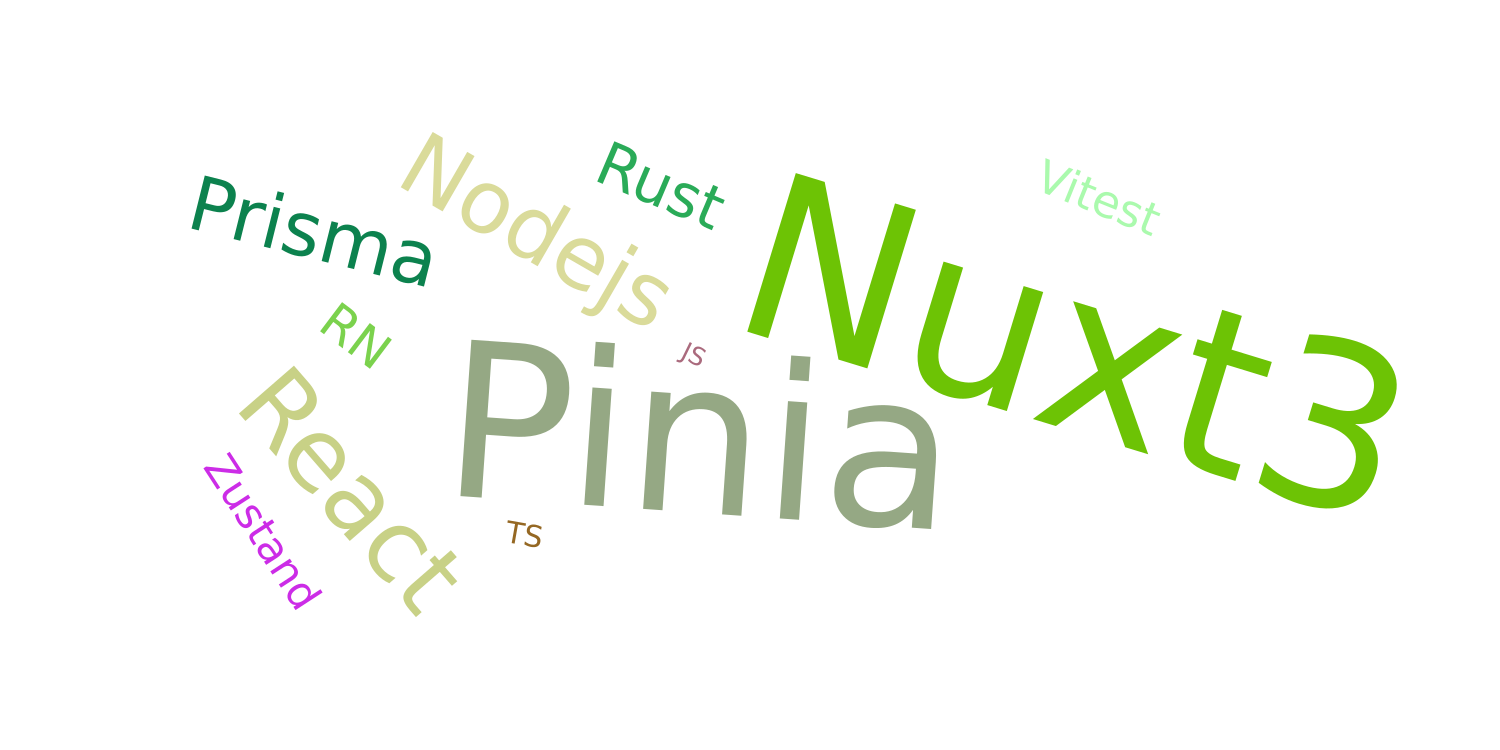 Nodejs
Rust
Vitest
Prisma
Nuxt3
RN
JS
Pinia
React
Zustand
TS